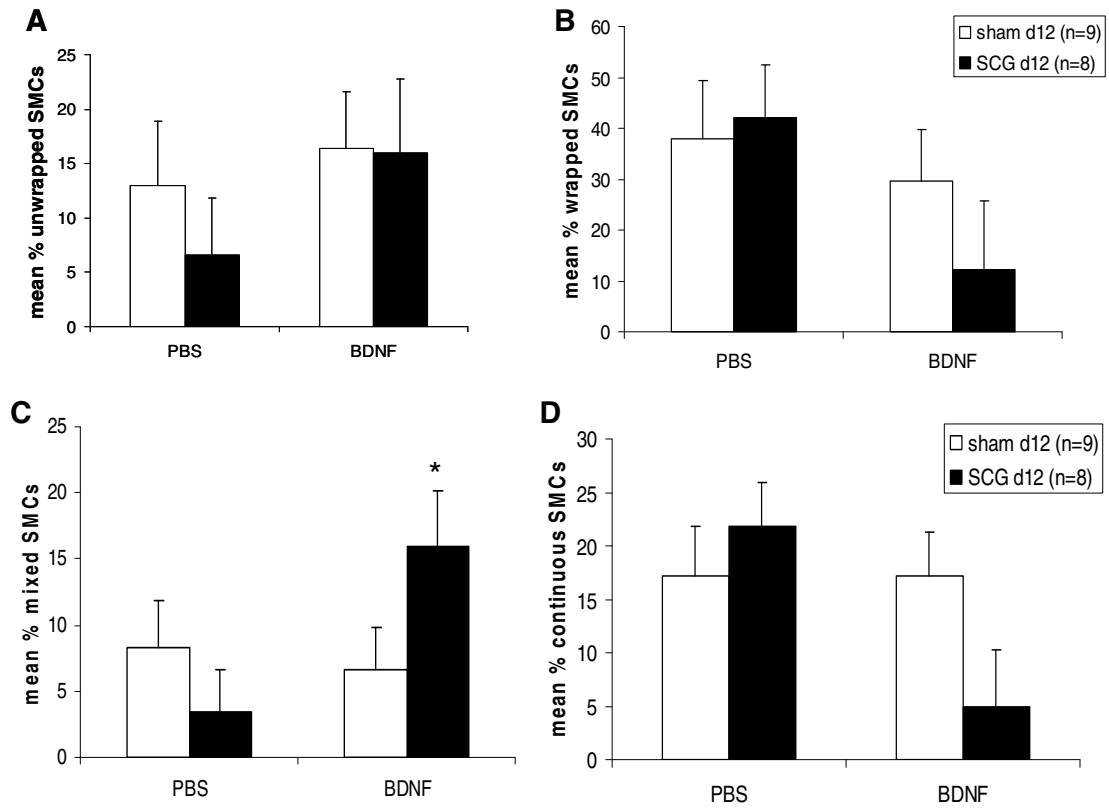 A
mean % unwrapped SMCs
25
20
15
10
5
0
PBS BDNF
B
sham d12 (n=9)
SCG d12 (n=8)
mean % wrapped SMCs
60
50
40
30
20
10
0
PBS BDNF
C
mean % mixed SMCs
25
20
15
10
5
0
*
PBS BDNF
D
sham d12 (n=9)
SCG d12 (n=8)
mean % continuous SMCs
30
25
20
15
10
5
0
PBS BDNF